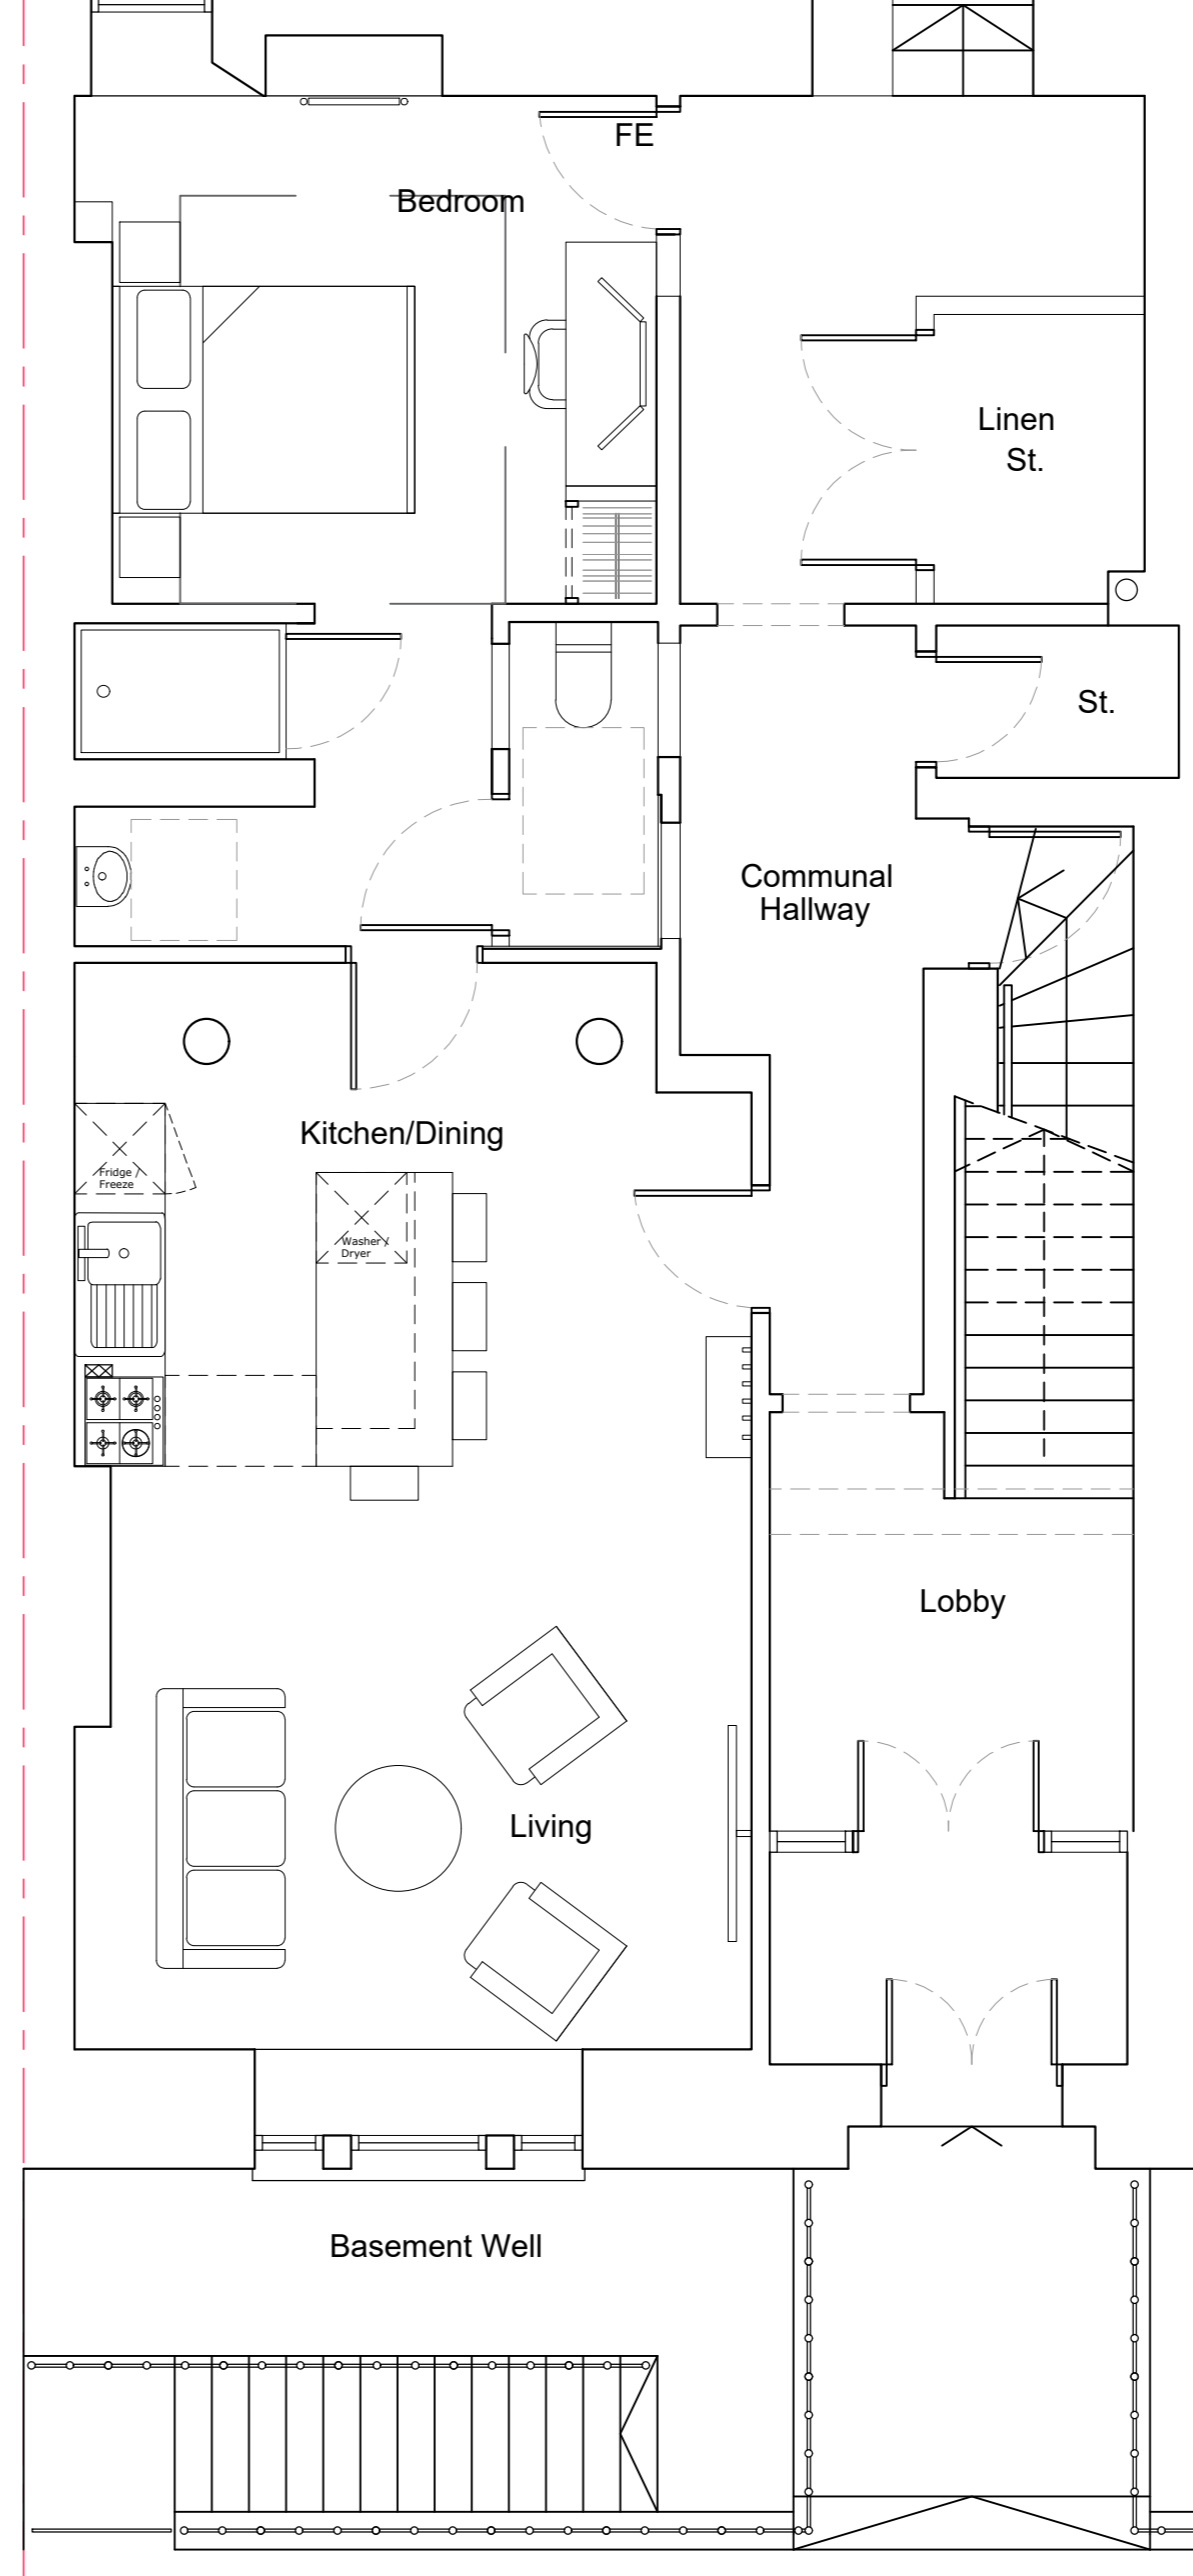 FE
Bedroom
Linen
St.
St.
Communal
Hallway
Kitchen/Dining
Fridge /
Freeze
Washer /
Dryer
Lobby
Living
Basement Well